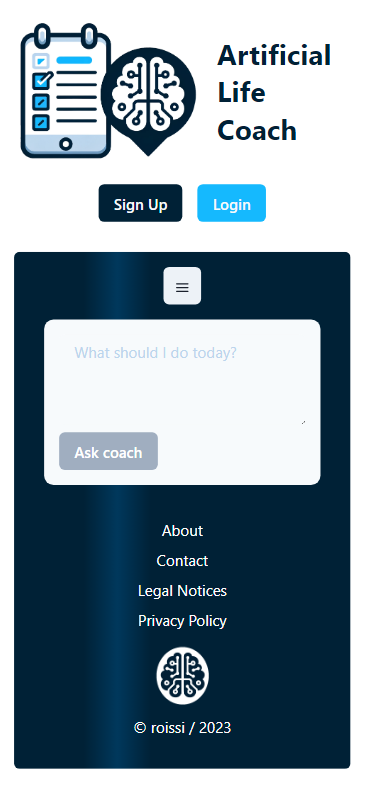 Artificial
Life
Coach
Sign Up
Login
What should I do today?
Ask coach
About
Contact
Legal Notices
Privacy Policy
© roissi / 2023